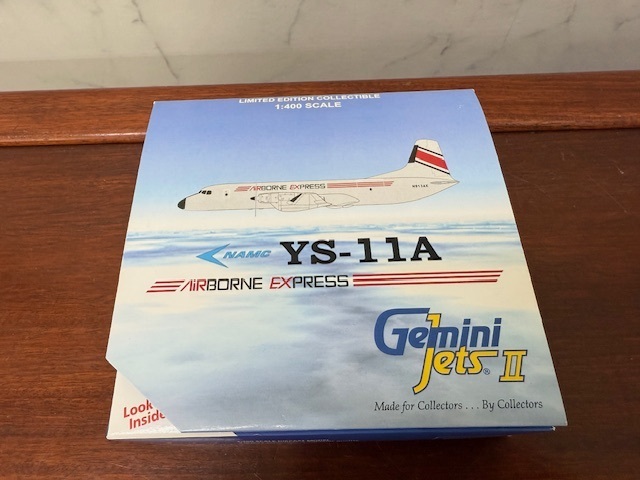 LIMITED EDITION COLLECTIBLE
1:400 SCALE
AIRBORNE EXPRESS
NAMC YS-11A
AIRBORNE EXPRESS
Gemini
Jets® II
Made for Collectors . . . By Collectors
Look
Inside